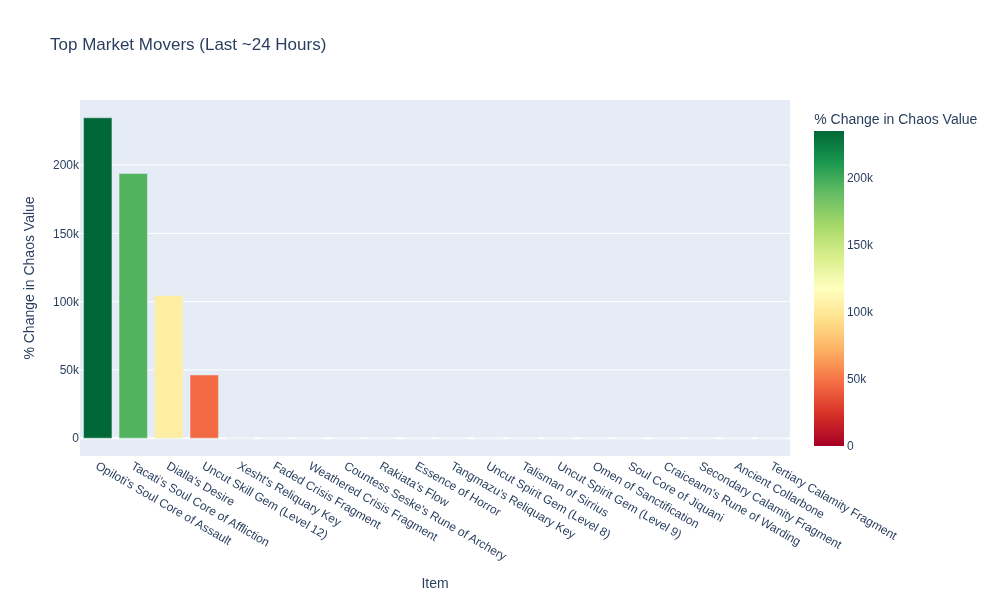 Top Market Movers (Last ~24 Hours)
% Change in Chaos Value
200k
150k
100k
50k
0
% Change in Chaos Value
200k
150k
100k
50k
0
Opiloti's Soul Core of Assault
Tacati's Soul Core of Affliction
Dialla's Desire
Uncut Skill Gem (Level 12)
Xesht's Reliquary Key
Faded Crisis Fragment
Weathered Crisis Fragment
Countess Seske's Rune of Archery
Rakiata's Flow
Essence of Horror
Tangmazu's Reliquary Key
Uncut Spirit Gem (Level 8)
Talisman of Sirrius
Uncut Spirit Gem (Level 9)
Omen of Sanctification
Soul Core of Jiquani
Craiceann's Rune of Warding
Secondary Calamity Fragment
Ancient Collarbone
Tertiary Calamity Fragment
Item